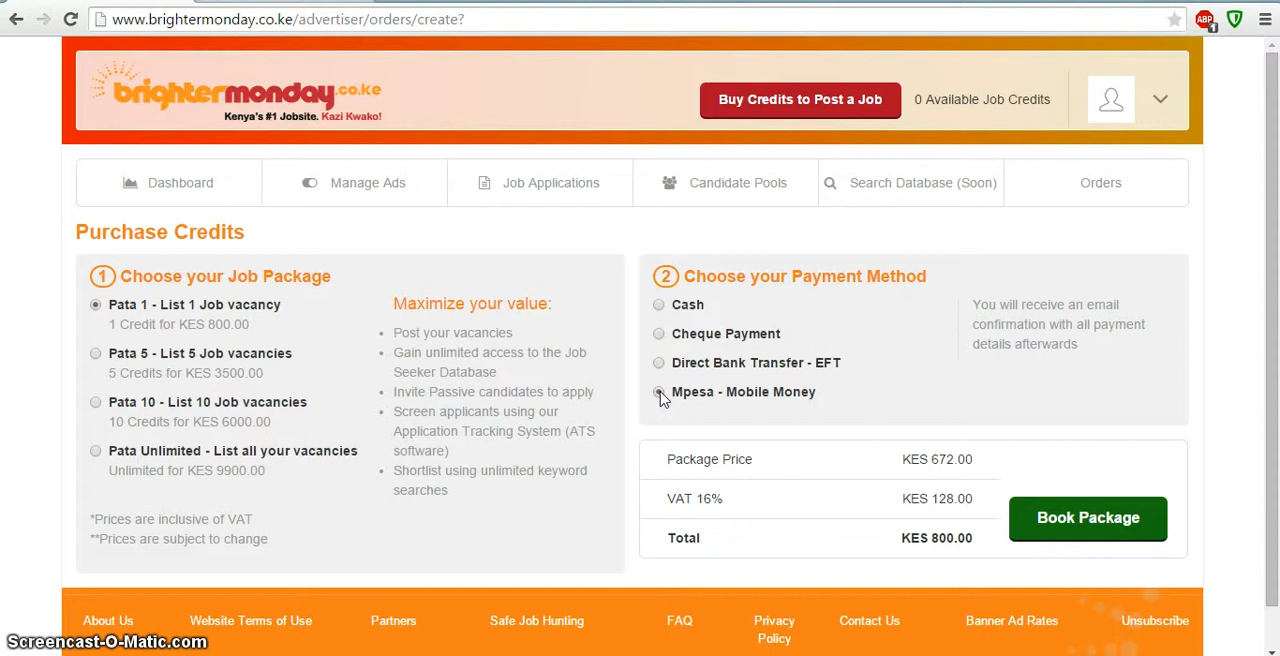 www.brightermonday.co.ke/advertiser/orders/create?
ABP
1
brightermonday.co.ke
Kenya's #1 Jobsite. Kazi Kwako!
Buy Credits to Post a Job
0 Available Job Credits
Dashboard
Manage Ads
Job Applications
Candidate Pools
Search Database (Soon)
Orders
Purchase Credits
1 Choose your Job Package
Pata 1 - List 1 Job vacancy
1 Credit for KES 800.00
Pata 5 - List 5 Job vacancies
5 Credits for KES 3500.00
Pata 10 - List 10 Job vacancies
10 Credits for KES 6000.00
Pata Unlimited - List all your vacancies
Unlimited for KES 9900.00
*Prices are inclusive of VAT
**Prices are subject to change
Maximize your value:
Post your vacancies
Gain unlimited access to the Job
Seeker Database
Invite Passive candidates to apply
Screen applicants using our
Application Tracking System (ATS
software)
Shortlist using unlimited keyword
searches
2 Choose your Payment Method
Cash
Cheque Payment
Direct Bank Transfer - EFT
Mpesa - Mobile Money
You will receive an email
confirmation with all payment
details afterwards
Package Price KES 672.00
VAT 16% KES 128.00
Total KES 800.00
Book Package
About Us
Website Terms of Use
Partners
Safe Job Hunting
FAQ
Privacy
Policy
Contact Us
Banner Ad Rates
Unsubscribe
Screencast-O-Matic.com